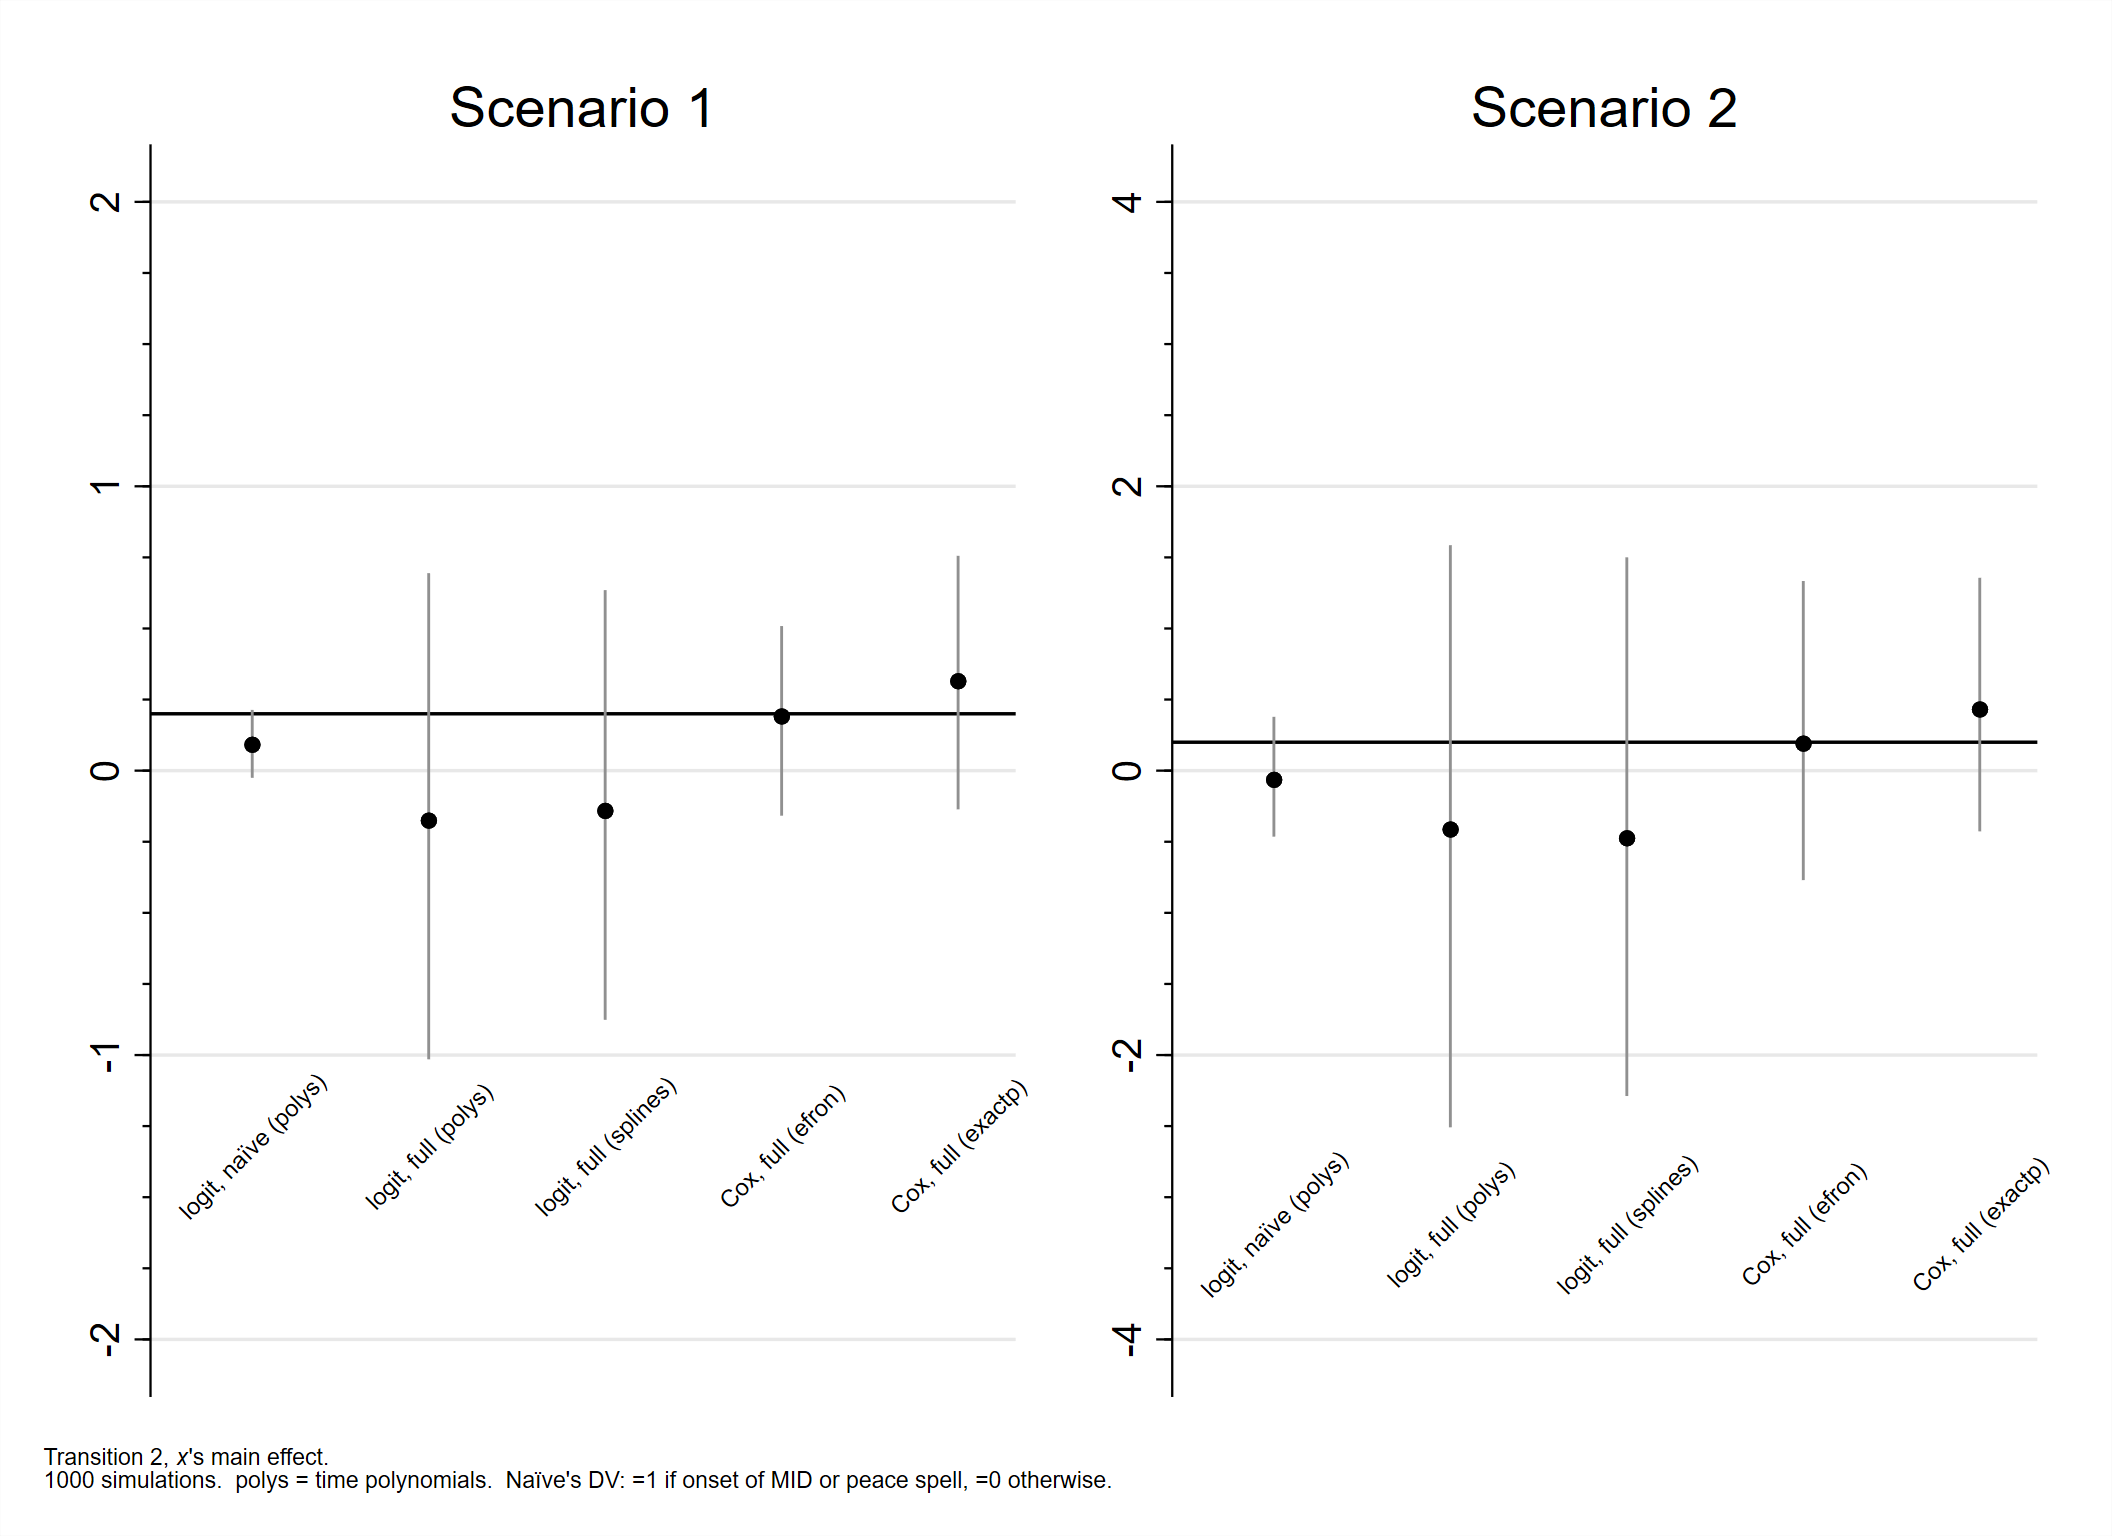 Scenario 1
2
1
0
-1
-2
logit, naïve (polys)
logit, full (polys)
logit, full (splines)
Cox, full (efron)
Cox, full (exactp)
Scenario 2
4
2
0
-2
-4
logit, naïve (polys)
logit, full (polys)
logit, full (splines)
Cox, full (efron)
Cox, full (exactp)
Transition 2, x's main effect.
1000 simulations.  polys = time polynomials.  Naïve's DV: =1 if onset of MID or peace spell, =0 otherwise.